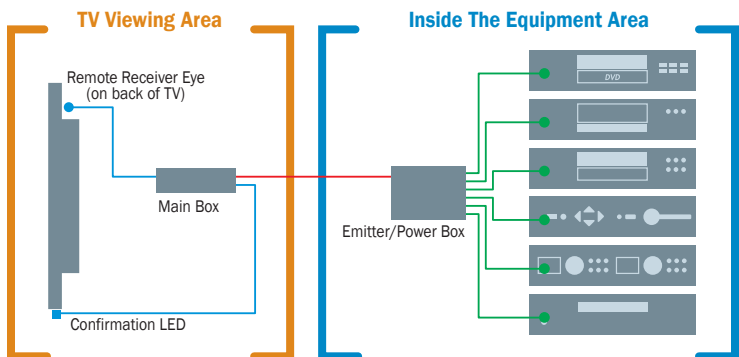 TV Viewing Area
Inside The Equipment Area
Remote Receiver Eye
(on back of TV)
DVD
Main Box
Emitter/Power Box
Confirmation LED